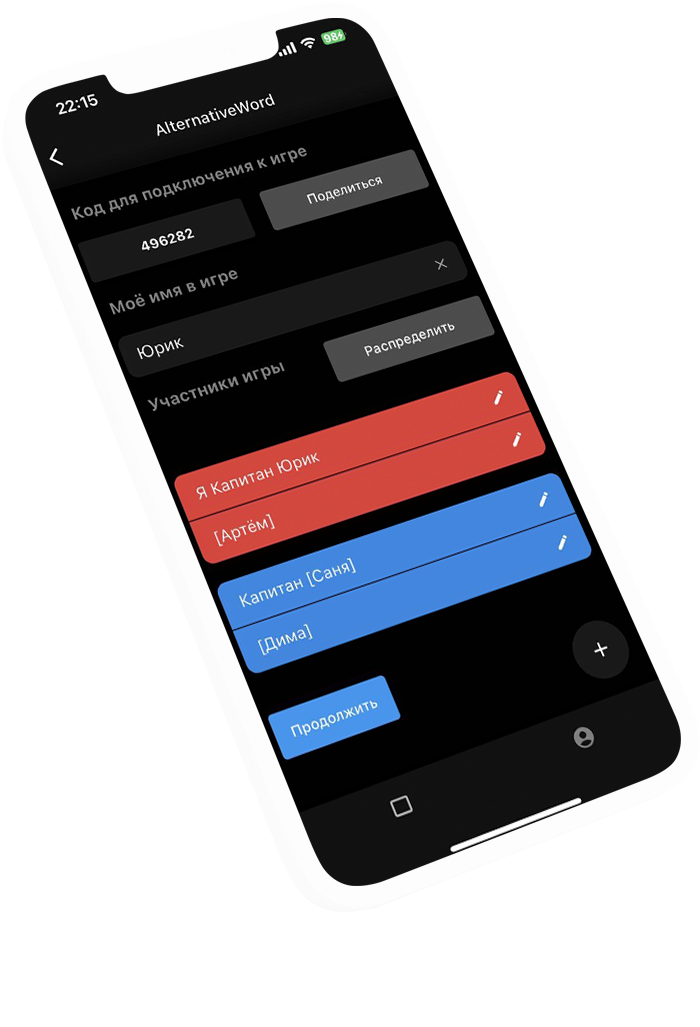 22:15
98
AlternativeWord
Код для подключения к игре
496282
Поделиться
Моё имя в игре
Юрик
Участники игры
Распределить
Я Капитан Юрик
[Артём]
Капитан [Саня]
[Дима]
Продолжить